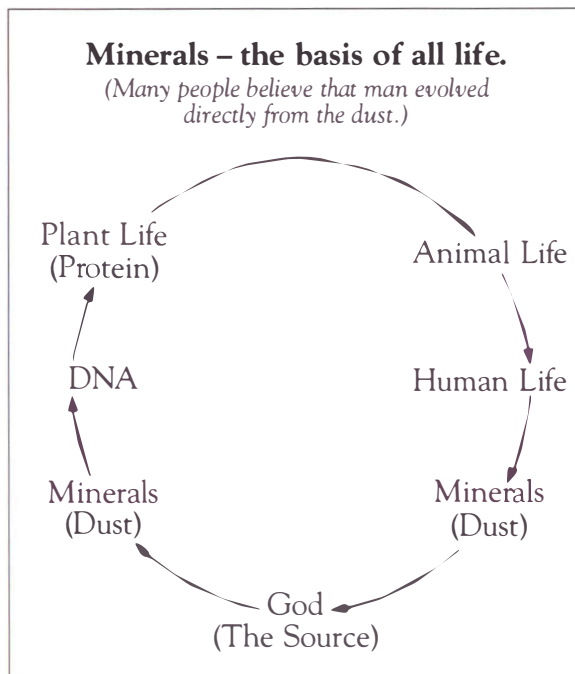 Minerals – the basis of all life.
(Many people believe that man evolved
directly from the dust.)
Plant Life
(Protein)
Animal Life
DNA
Human Life
Minerals
(Dust)
Minerals
(Dust)
God
(The Source)